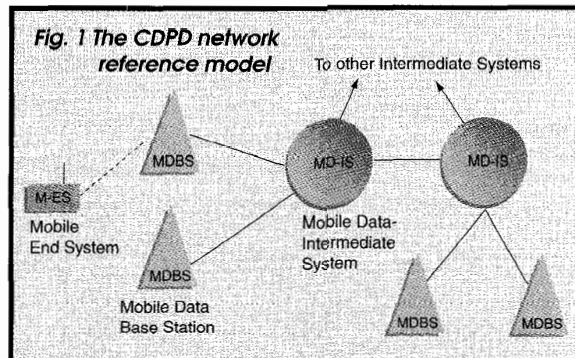 Fig. 1 The CDPD network
reference model
To other Intermediate Systems
MDBS
MD-IS
MD-IS
M-ES
Mobile
End System
Mobile Data-
Intermediate
System
MDBS
Mobile Data
Base Station
MDBS
MDBS